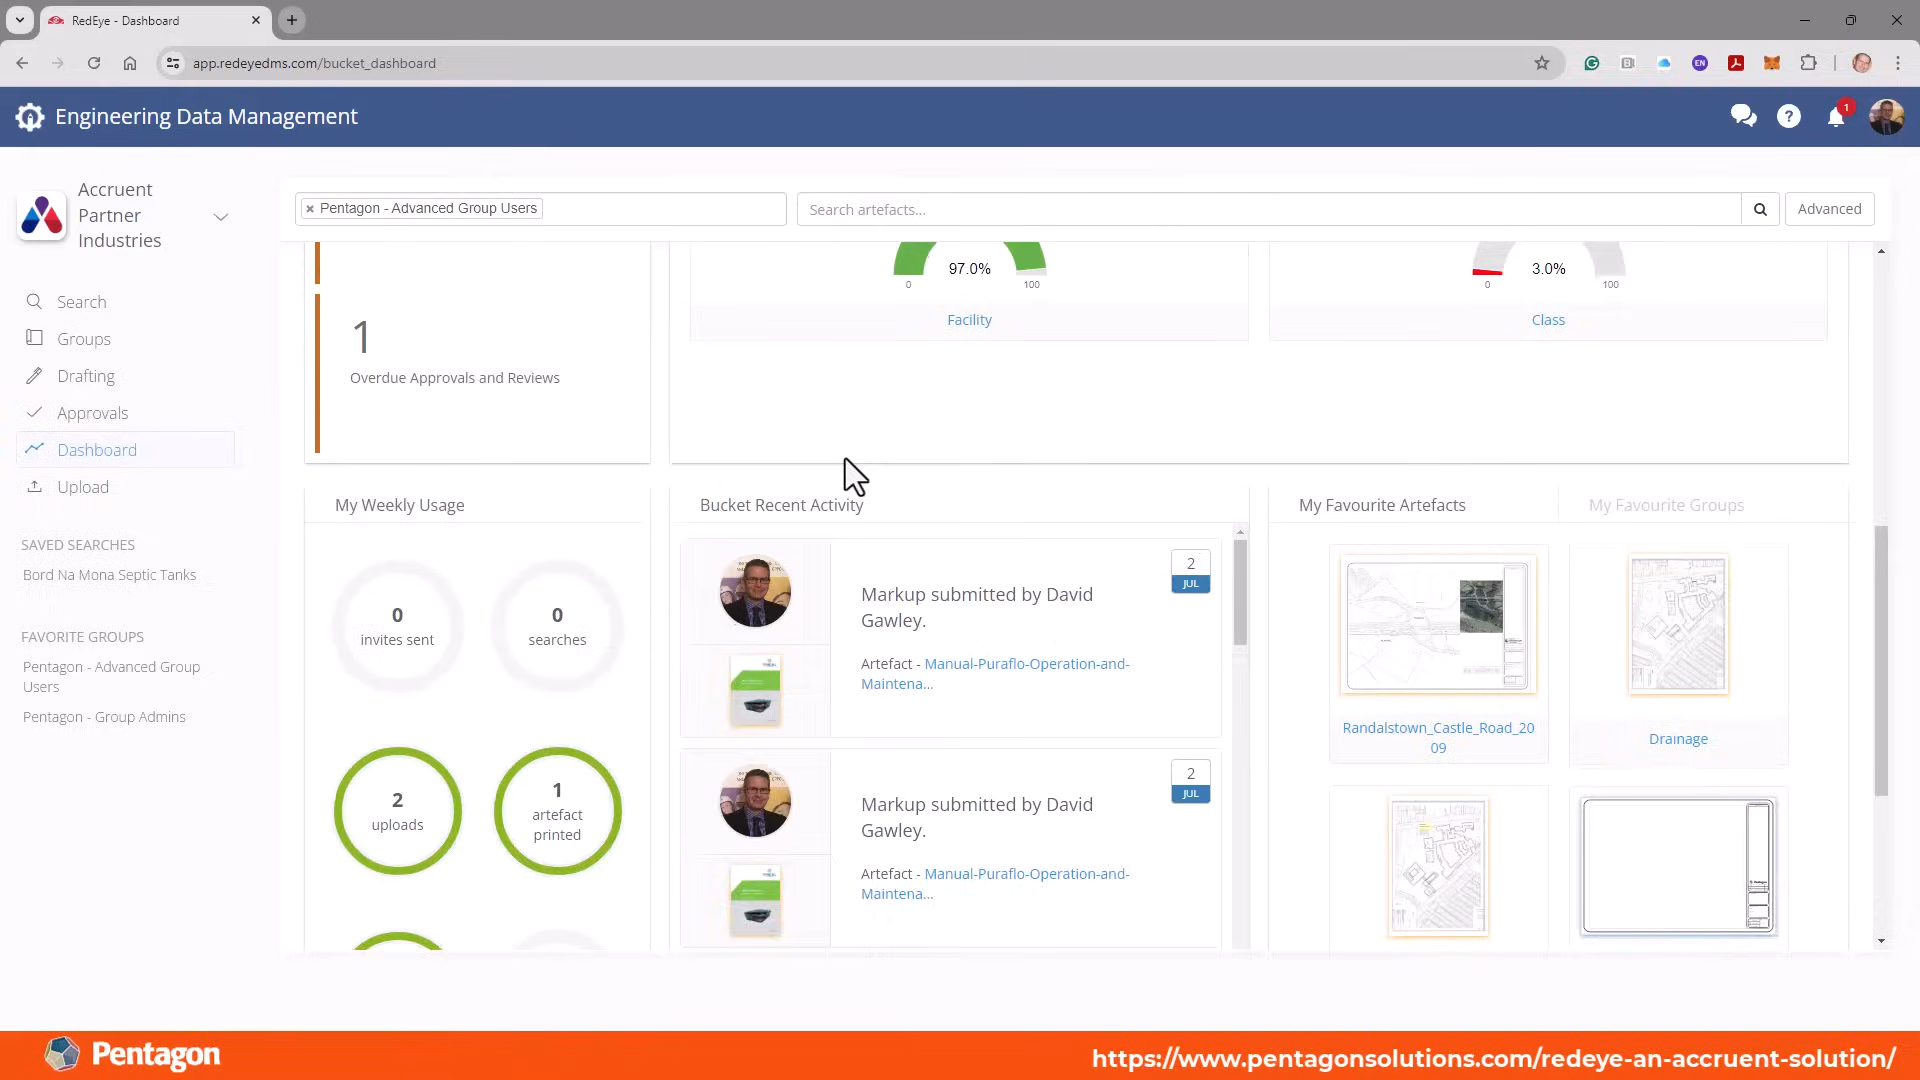 RedEye - Dashboard
app.redeyedms.com/bucket_dashboard
EN
Engineering Data Management
?
1
Accruent
Partner
Industries
× Pentagon - Advanced Group Users
Search artefacts...
Advanced
Search
Groups
Drafting
Approvals
Dashboard
Upload
SAVED SEARCHES
Bord Na Mona Septic Tanks
FAVORITE GROUPS
Pentagon - Advanced Group
Users
Pentagon - Group Admins
1
Overdue Approvals and Reviews
97.0%
0 100
Facility
3.0%
0 100
Class
My Weekly Usage
0
invites sent
0
searches
2
uploads
1
artefact
printed
Bucket Recent Activity
2
JUL
Markup submitted by David
Gawley.
Artefact - Manual-Puraflo-Operation-and-
Maintena...
2
JUL
Markup submitted by David
Gawley.
Artefact - Manual-Puraflo-Operation-and-
Maintena...
My Favourite Artefacts
My Favourite Groups
Randalstown_Castle_Road_20
09
Drainage
Pentagon
https://www.pentagonsolutions.com/redeye-an-accruent-solution/